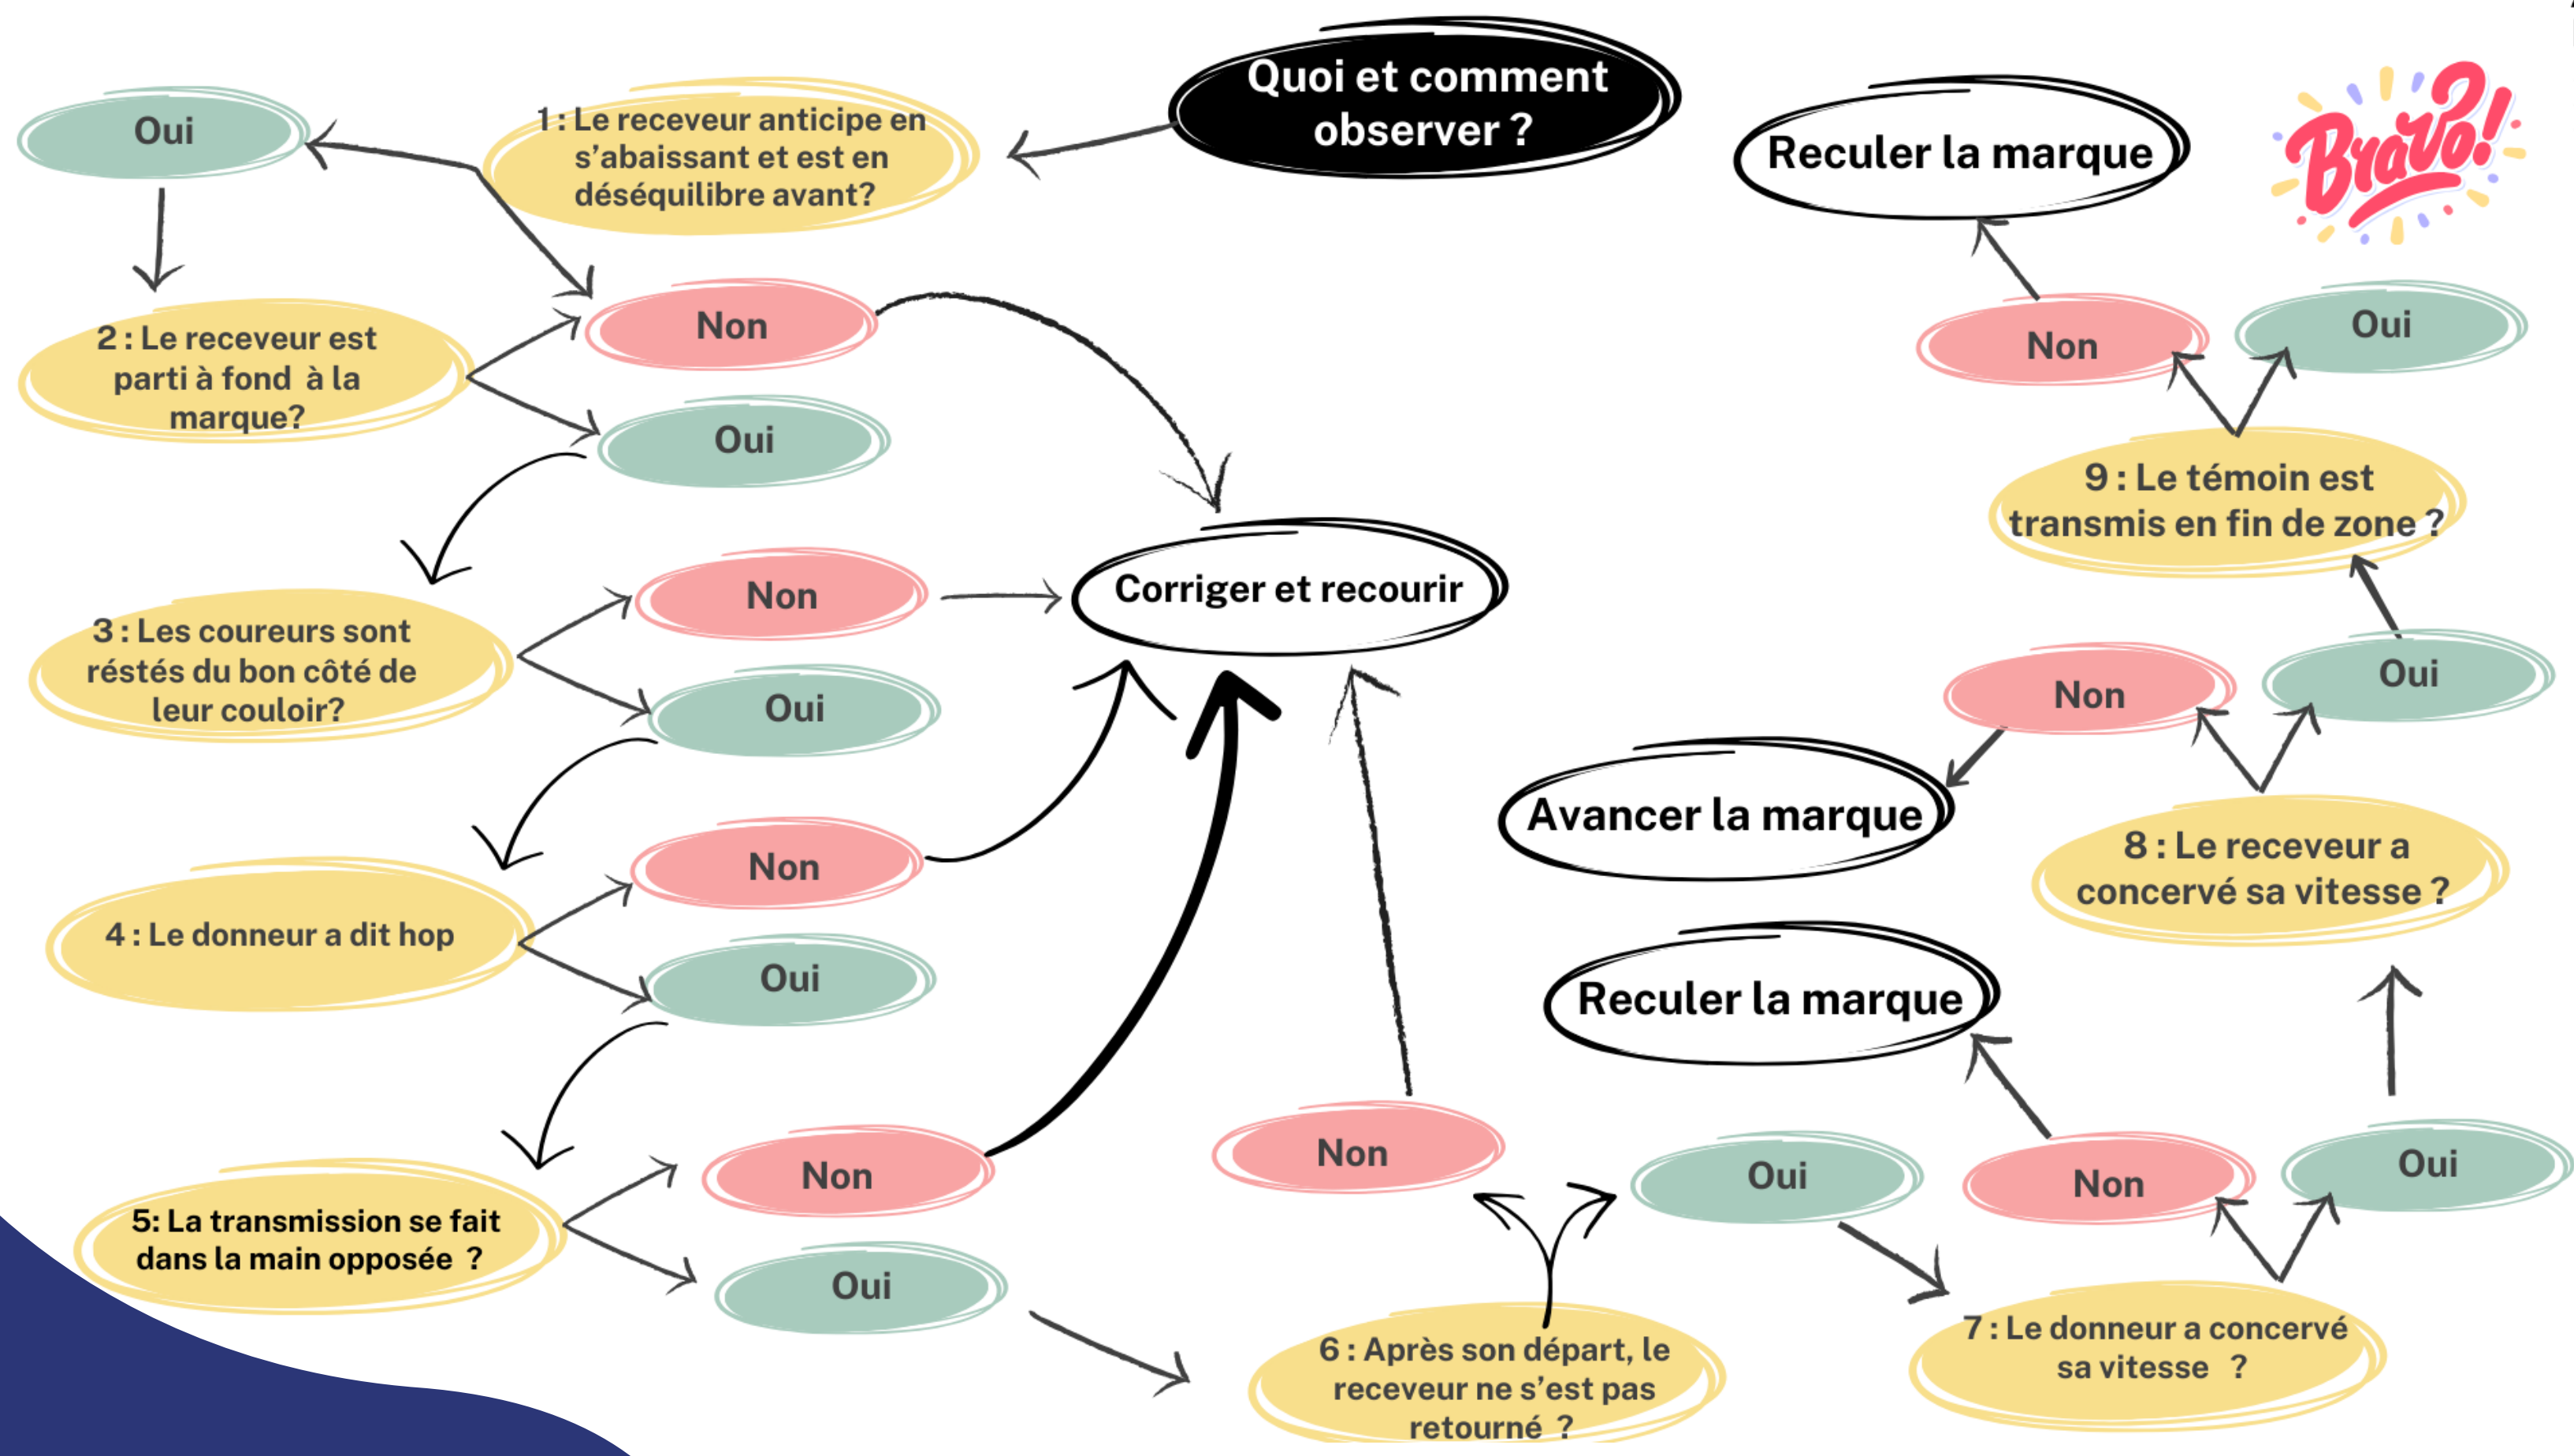 Quoi et comment
observer ?
1 : Le receveur anticipe en
s'abaissant et est en
déséquilibre avant?
Oui
Non
2 : Le receveur est
parti à fond à la
marque?
Non
Oui
3 : Les coureurs sont
réstés du bon côté de
leur couloir?
Non
Oui
Corriger et recourir
4 : Le donneur a dit hop
Non
Oui
5: La transmission se fait
dans la main opposée ?
Non
Oui
6 : Après son départ, le
receveur ne s'est pas
retourné ?
Oui
7 : Le donneur a concervé
sa vitesse ?
Non
Oui
Reculer la marque
8 : Le receveur a
concervé sa vitesse ?
Non
Oui
Avancer la marque
9 : Le témoin est
transmis en fin de zone ?
Non
Oui
Reculer la marque
Bravo!